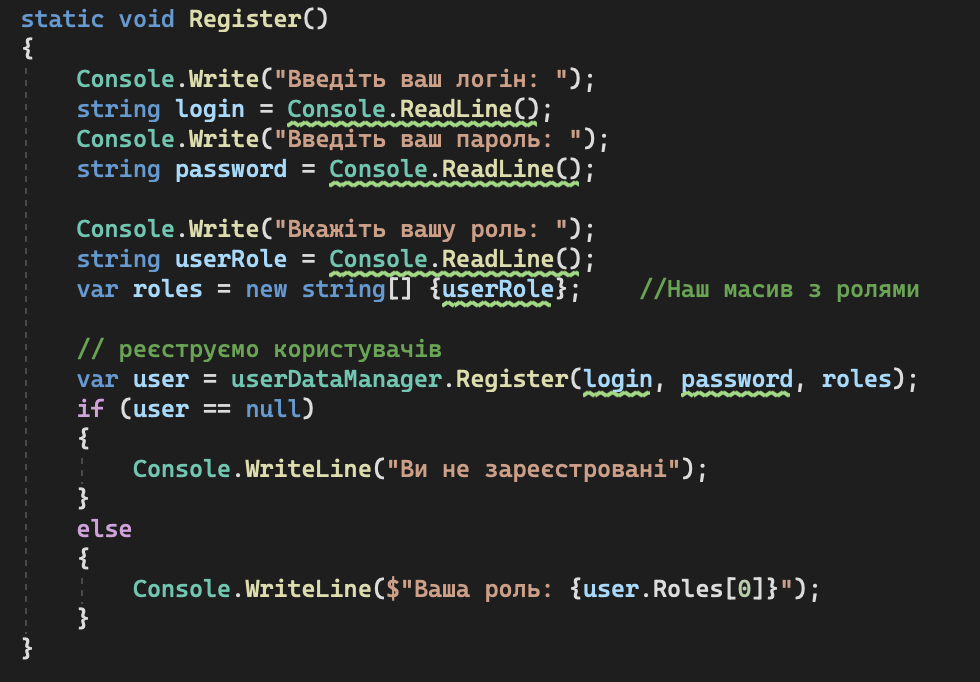 static void Register()
{
    Console.Write("Введіть ваш логін: ");
    string login = Console.ReadLine();
    Console.Write("Введіть ваш пароль: ");
    string password = Console.ReadLine();

    Console.Write("Вкажіть вашу роль: ");
    string userRole = Console.ReadLine();
    var roles = new string[] {userRole};    //Наш масив з ролями

    // реєструємо користувачів
    var user = userDataManager.Register(login, password, roles);
    if (user == null)
    {
        Console.WriteLine("Ви не зареєстровані");
    }
    else
    {
        Console.WriteLine($"Ваша роль: {user.Roles[0]}");
    }
}